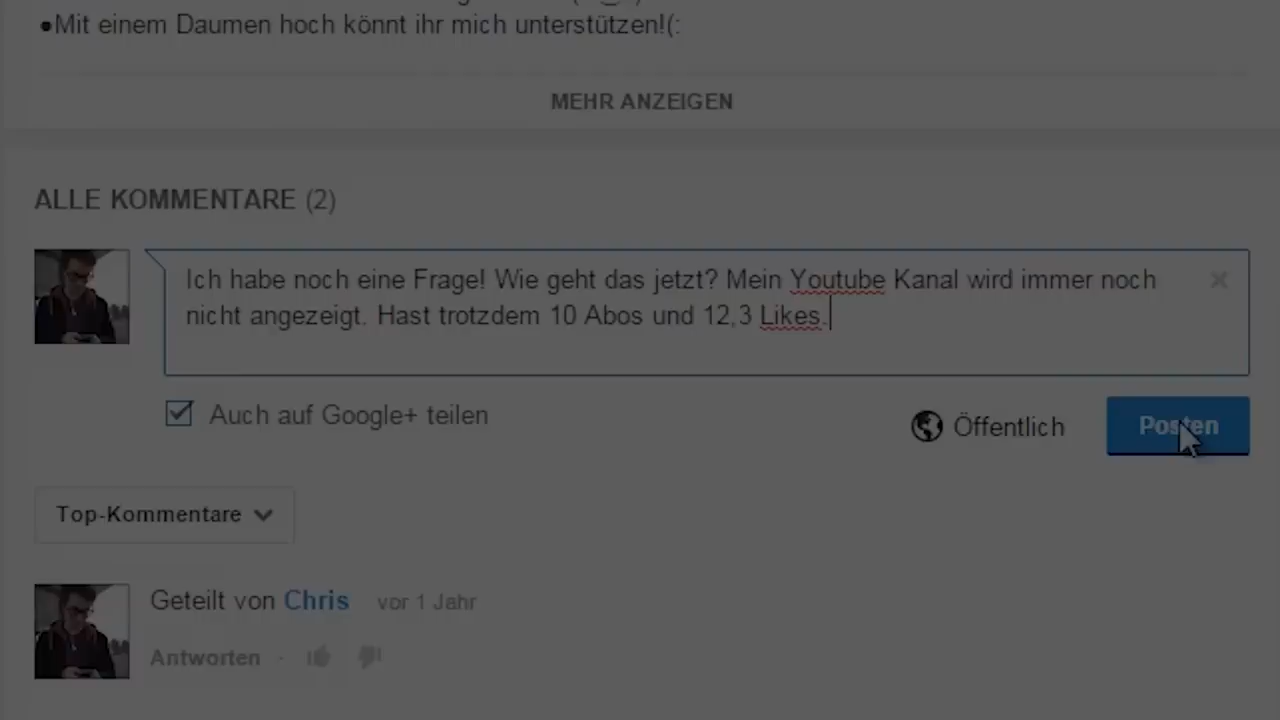 ●Mit einem Daumen hoch könnt ihr mich unterstützen!(:
MEHR ANZEIGEN
ALLE KOMMENTARE (2)
Ich habe noch eine Frage! Wie geht das jetzt? Mein Youtube Kanal wird immer noch
nicht angezeigt. Hast trotzdem 10 Abos und 12,3 Likes.
Auch auf Google+ teilen
Öffentlich
Posten
Top-Kommentare
Geteilt von Chris vor 1 Jahr
Antworten ·